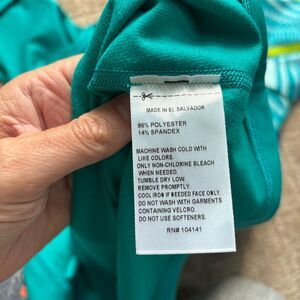 MADE IN EL SALVADOR
86% POLYESTER
14% SPANDEX
MACHINE WASH COLD WITH
LIKE COLORS.
ONLY NON-CHLORINE BLEACH
WHEN NEEDED.
TUMBLE DRY LOW.
REMOVE PROMPTLY.
COOL IRON IF NEEDED FACE ONLY.
DO NOT WASH WITH GARMENTS
CONTAINING VELCRO.
DO NOT USE SOFTENERS.
RN# 104141